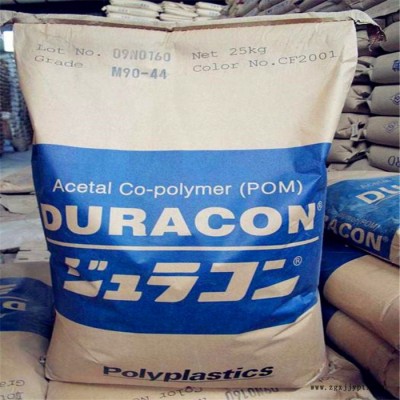 Lot No. 09N0160 Net 25kg
Grade M90-44 Color No.CF2001
Acetal Co-polymer (POM)
DURACON®
ジュラコン®
Polyplastics
DURACON